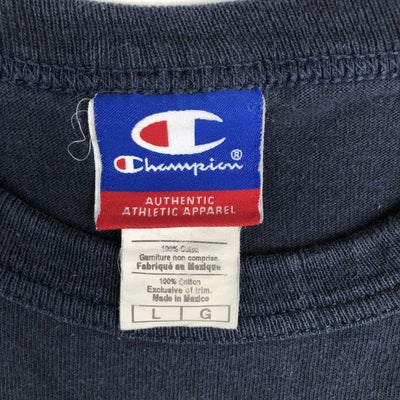 Champion®
AUTHENTIC
ATHLETIC APPAREL
100% Coton
Garniture non comprise.
Fabriqué au Mexique
100% Cotton
Exclusive of trim.
Made in Mexico
L G